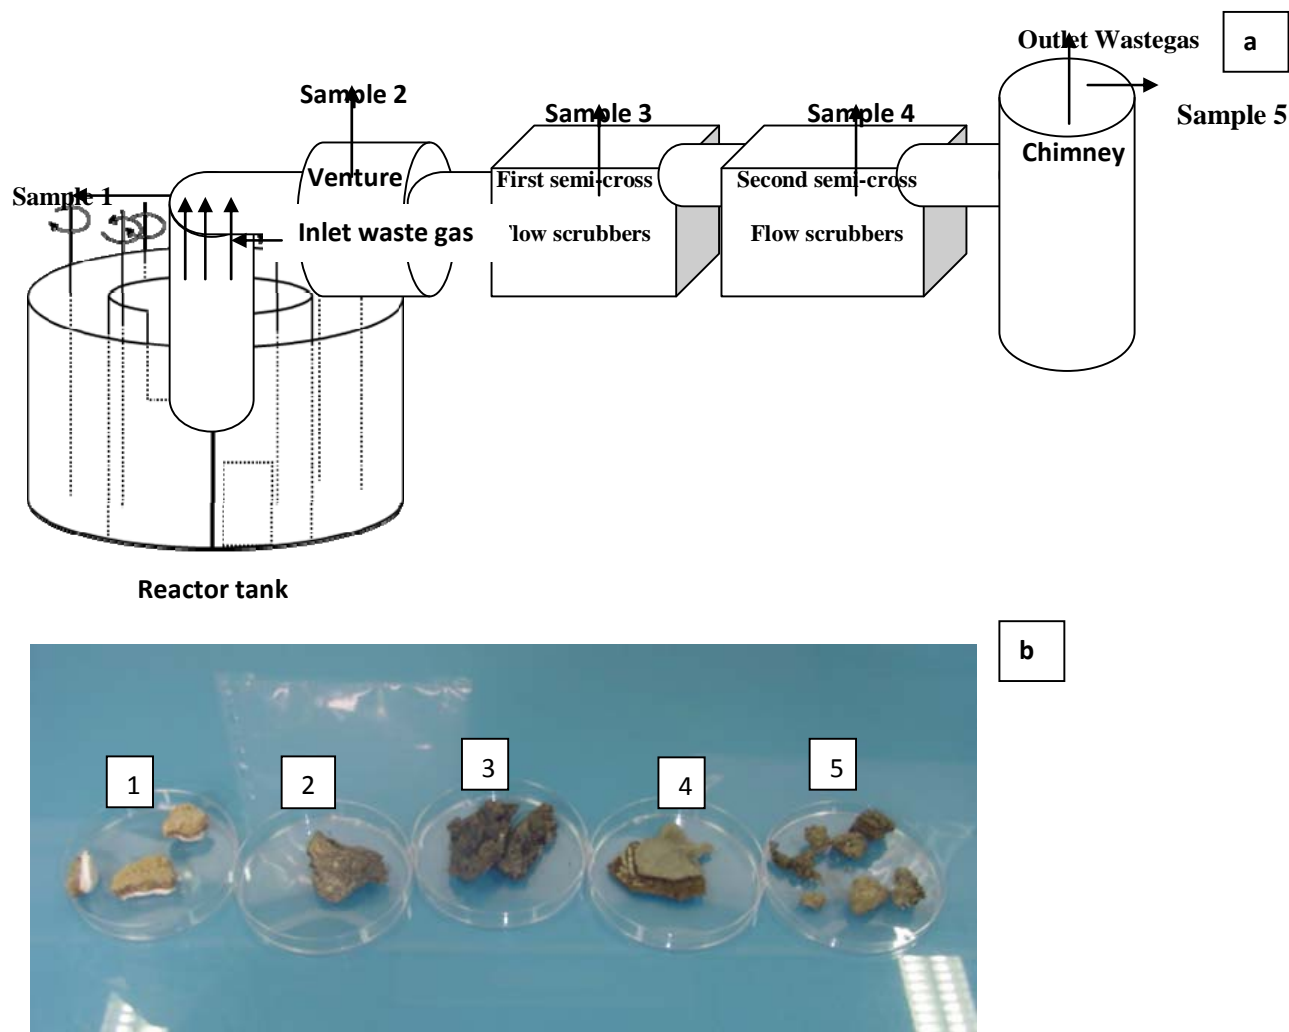 Outlet Wastegas
a
Sample 2
Sample 3
Sample 4
Sample 5
Chimney
Venture
First semi-cross
Second semi-cross
Sample 1
Inlet waste gas
low scrubbers
Flow scrubbers
Reactor tank
b
1
2
3
4
5